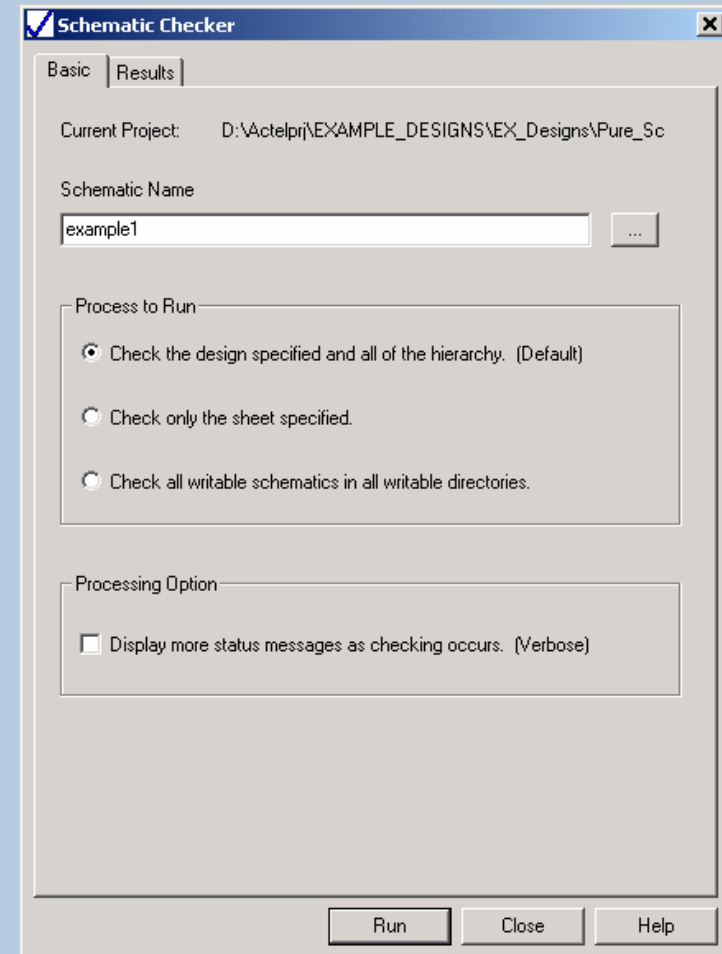 Schematic Checker
Basic
Results
Current Project: D:\Actelprj\EXAMPLE_DESIGNS\EX_Designs\Pure_Sc
Schematic Name
example1
...
Process to Run
Check the design specified and all of the hierarchy. (Default)
Check only the sheet specified.
Check all writable schematics in all writable directories.
Processing Option
Display more status messages as checking occurs. (Verbose)
Run
Close
Help